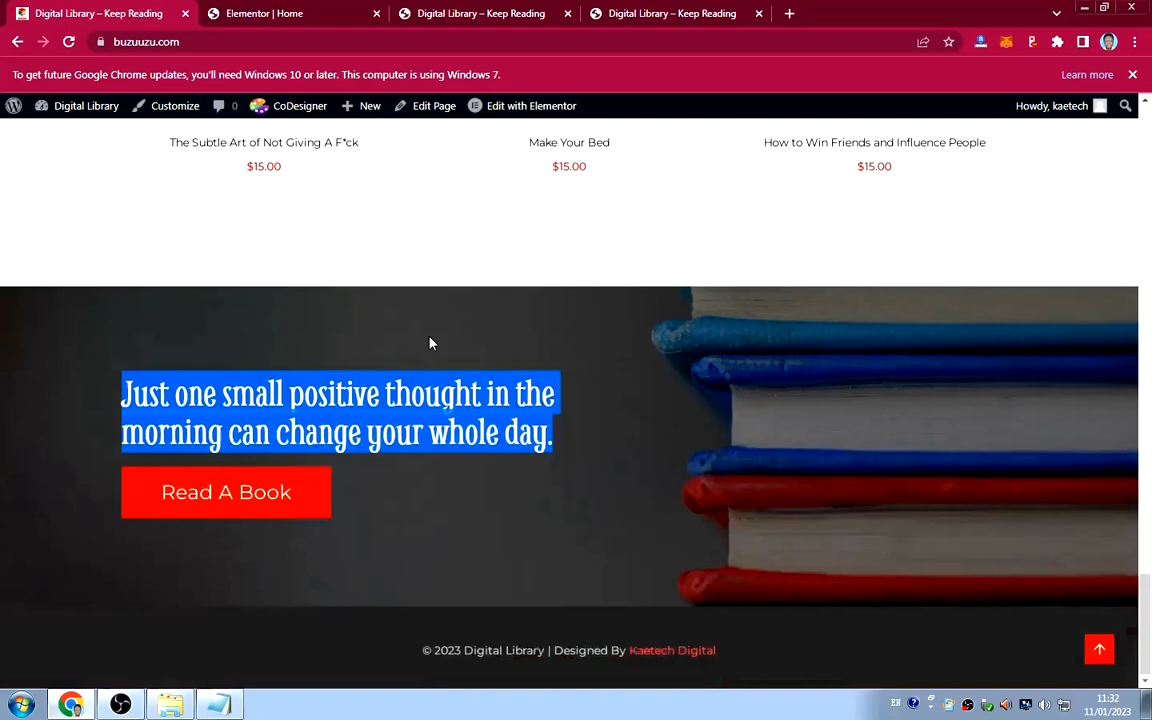 Digital Library – Keep Reading
Elementor | Home
Digital Library – Keep Reading
Digital Library – Keep Reading
buzuuzu.com
To get future Google Chrome updates, you'll need Windows 10 or later. This computer is using Windows 7.
Learn more
Digital Library
Customize
0
CoDesigner
New
Edit Page
Edit with Elementor
Howdy, kaetech
The Subtle Art of Not Giving A F*ck
Make Your Bed
How to Win Friends and Influence People
$15.00
$15.00
$15.00
Just one small positive thought in the
morning can change your whole day.
Read A Book
© 2023 Digital Library | Designed By Kaetech Digital
EN
11:32
11/01/2023